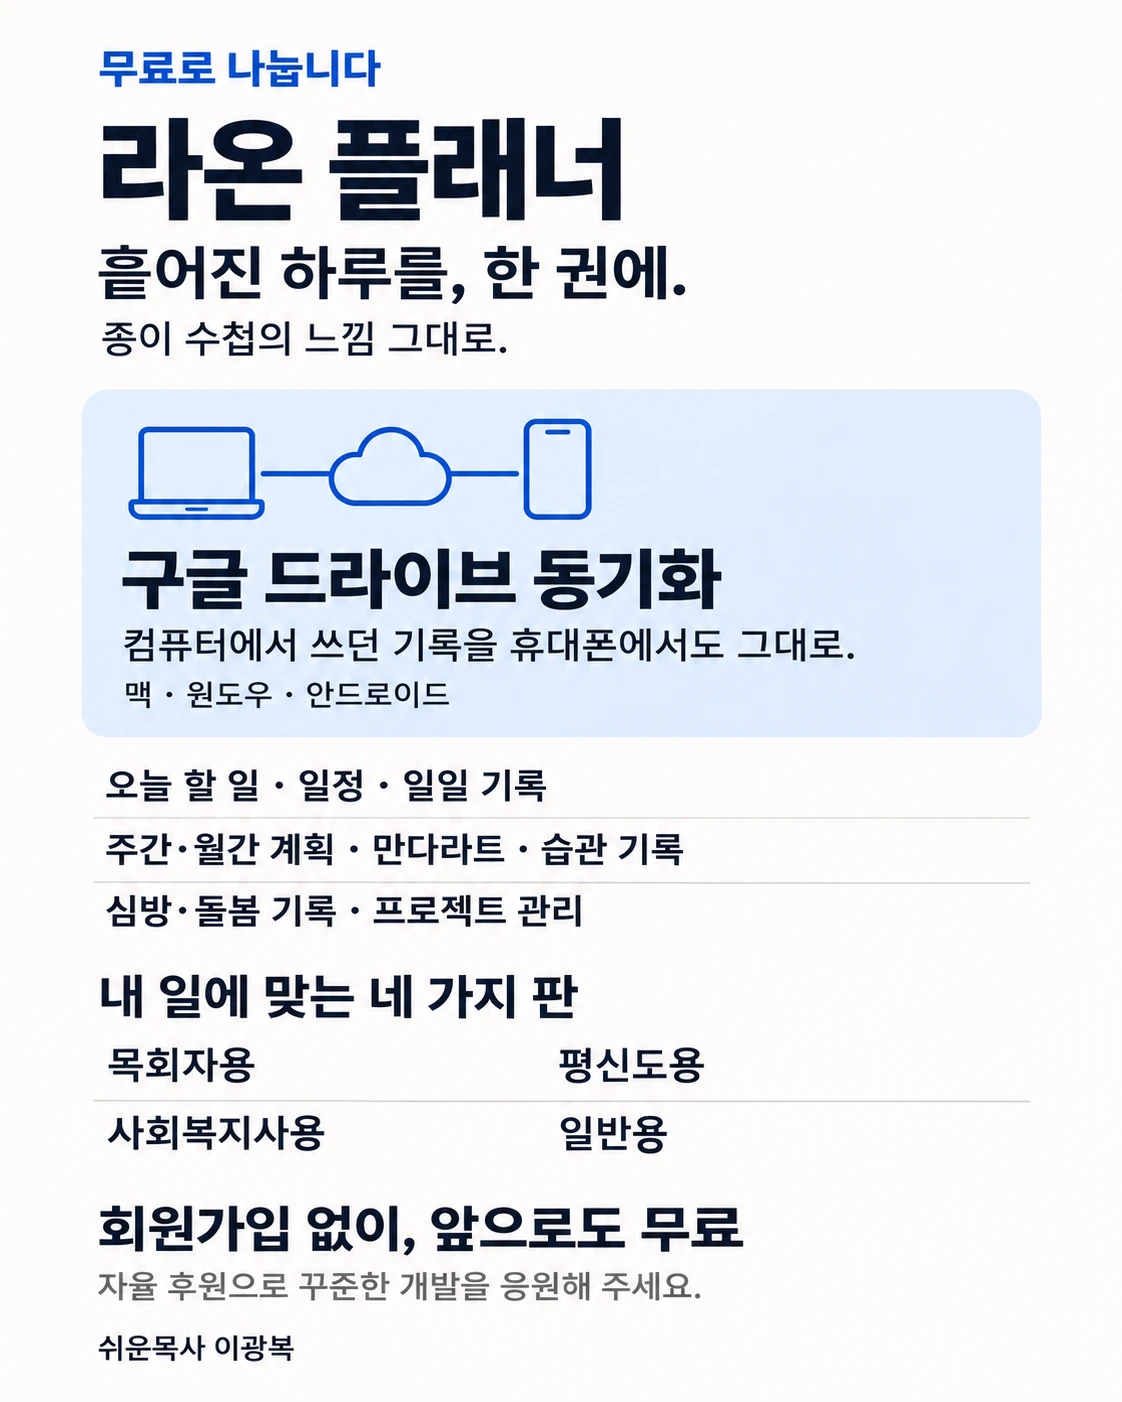 무료로 나눕니다
라온 플래너
흩어진 하루를, 한 권에.
종이 수첩의 느낌 그대로.
구글 드라이브 동기화
컴퓨터에서 쓰던 기록을 휴대폰에서도 그대로.
맥 · 윈도우 · 안드로이드
오늘 할 일 · 일정 · 일일 기록
주간·월간 계획 · 만다라트 · 습관 기록
심방·돌봄 기록 · 프로젝트 관리
내 일에 맞는 네 가지 판
목회자용 평신도용
사회복지사용 일반용
회원가입 없이, 앞으로도 무료
자율 후원으로 꾸준한 개발을 응원해 주세요.
쉬운목사 이광복